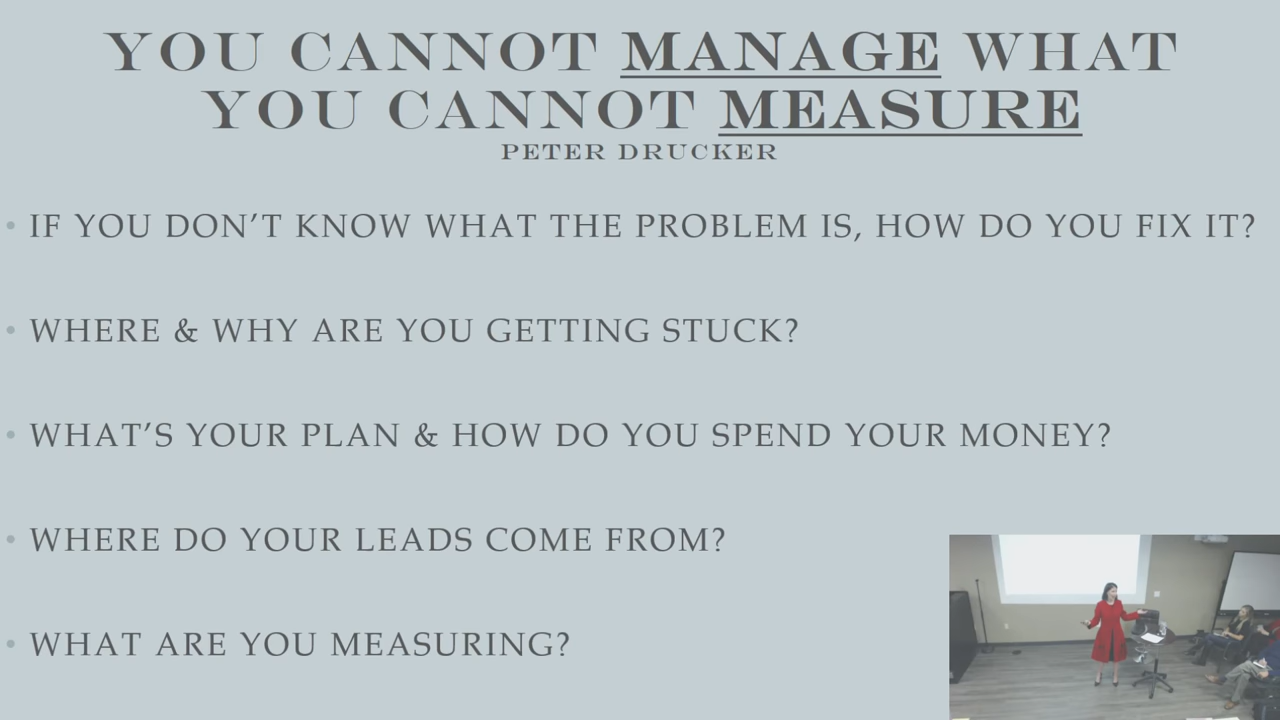 YOU CANNOT MANAGE WHAT
YOU CANNOT MEASURE
PETER DRUCKER
• IF YOU DON’T KNOW WHAT THE PROBLEM IS, HOW DO YOU FIX IT?
• WHERE & WHY ARE YOU GETTING STUCK?
• WHAT’S YOUR PLAN & HOW DO YOU SPEND YOUR MONEY?
• WHERE DO YOUR LEADS COME FROM?
• WHAT ARE YOU MEASURING?